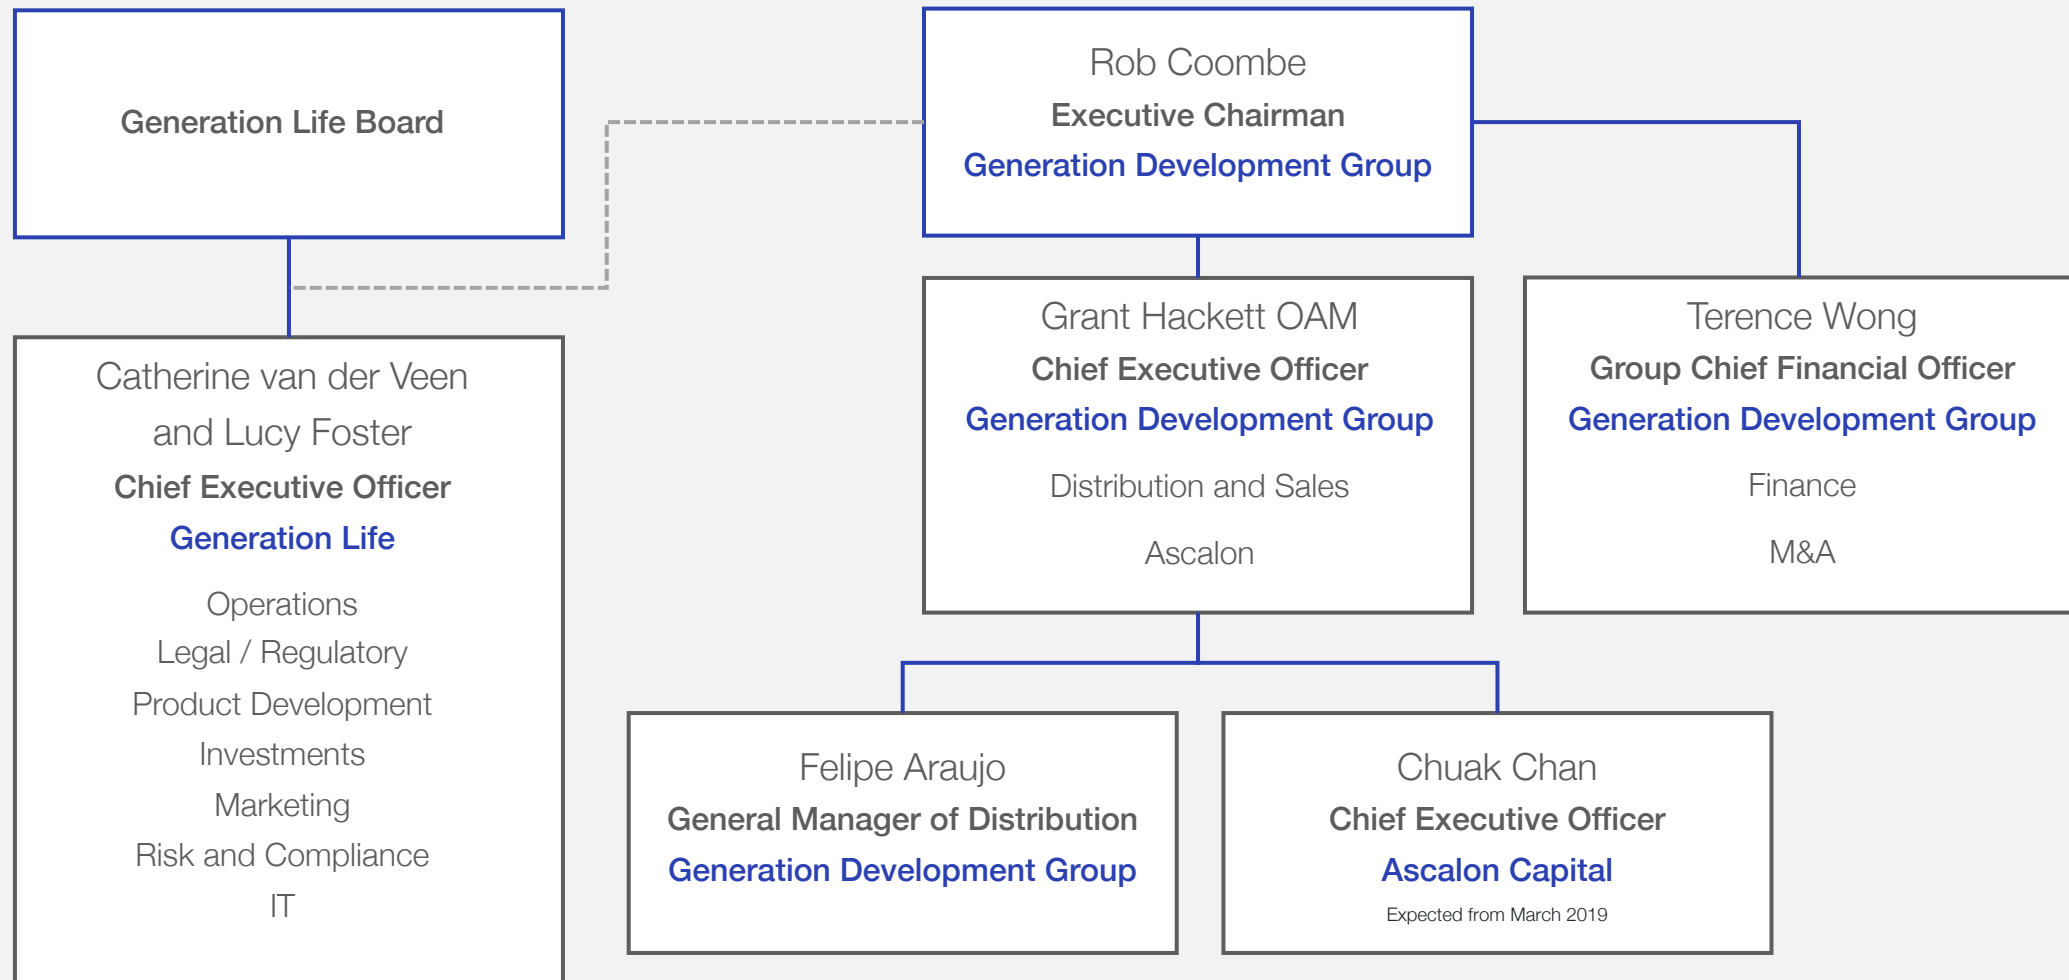 Generation Life Board
Rob Coombe
Executive Chairman
Generation Development Group
Catherine van der Veen
and Lucy Foster
Chief Executive Officer
Generation Life
Operations
Legal / Regulatory
Product Development
Investments
Marketing
Risk and Compliance
IT
Grant Hackett OAM
Chief Executive Officer
Generation Development Group
Distribution and Sales
Ascalon
Terence Wong
Group Chief Financial Officer
Generation Development Group
Finance
M&A
Felipe Araujo
General Manager of Distribution
Generation Development Group
Chuak Chan
Chief Executive Officer
Ascalon Capital
Expected from March 2019